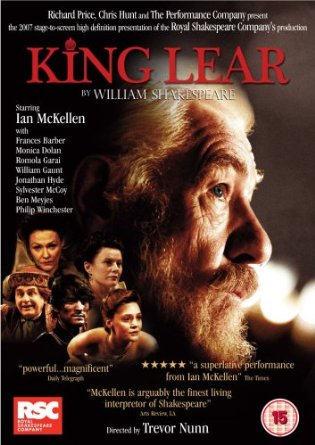 Richard Price, Chris Hunt and The Performance Company present
the 2007 stage-to-screen high definition presentation of the Royal Shakespeare Company's production
KING LEAR
BY WILLIAM SHAKESPEARE
Starring
Ian McKellen
with
Frances Barber
Monica Dolan
Romola Garai
William Gaunt
Jonathan Hyde
Sylvester McCoy
Ben Meyjes
Philip Winchester
"powerful...magnificent"
Daily Telegraph
★★★★★ "a superlative performance
from Ian McKellen" The Times
"McKellen is arguably the finest living
interpretor of Shakespeare"
Arts Review, LA
RSC
ROYAL
SHAKESPEARE
COMPANY
Directed by Trevor Nunn
15